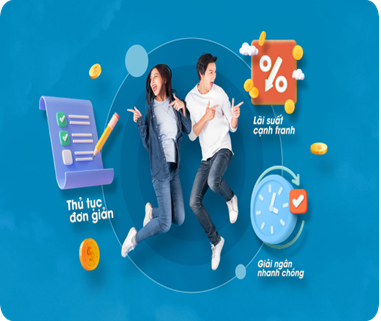 %
Lãi suất
cạnh tranh
Thủ tục
đơn giản
Giải ngân
nhanh chóng